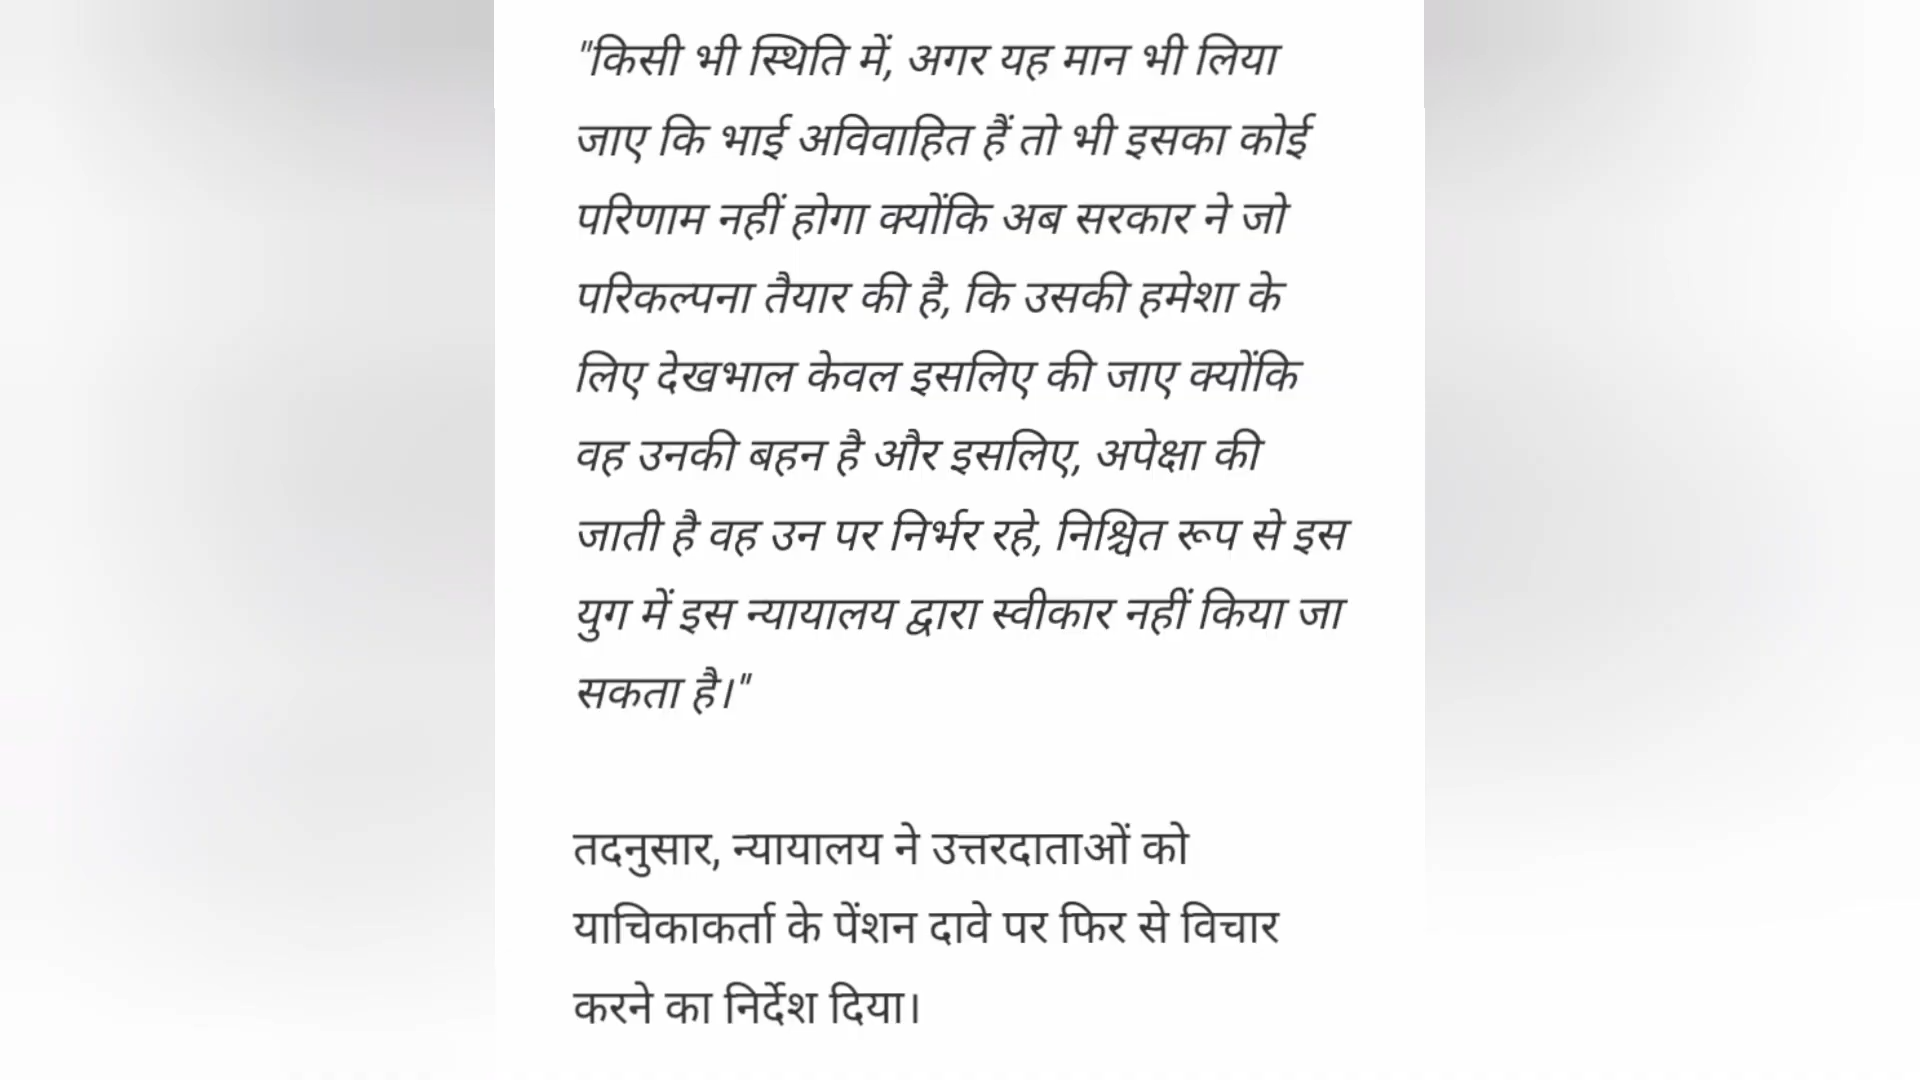 "किसी भी स्थिति में, अगर यह मान भी लिया
जाए कि भाई अविवाहित हैं तो भी इसका कोई
परिणाम नहीं होगा क्योंकि अब सरकार ने जो
परिकल्पना तैयार की है, कि उसकी हमेशा के
लिए देखभाल केवल इसलिए की जाए क्योंकि
वह उनकी बहन है और इसलिए, अपेक्षा की
जाती है वह उन पर निर्भर रहे, निश्चित रूप से इस
युग में इस न्यायालय द्वारा स्वीकार नहीं किया जा
सकता है।"
तदनुसार, न्यायालय ने उत्तरदाताओं को
याचिकाकर्ता के पेंशन दावे पर फिर से विचार
करने का निर्देश दिया।